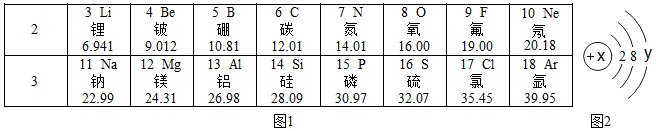 2 3 Li 4 Be 5 B 6 C 7 N 8 O 9 F 10 Ne
锂 铍 硼 碳 氮 氧 氟 氖
6.941 9.012 10.81 12.01 14.01 16.00 19.00 20.18
3 11 Na 12 Mg 13 Al 14 Si 15 P 16 S 17 Cl 18 Ar
钠 镁 铝 硅 磷 硫 氯 氩
22.99 24.31 26.98 28.09 30.97 32.07 35.45 39.95
图1
+x 2 8 y
图2